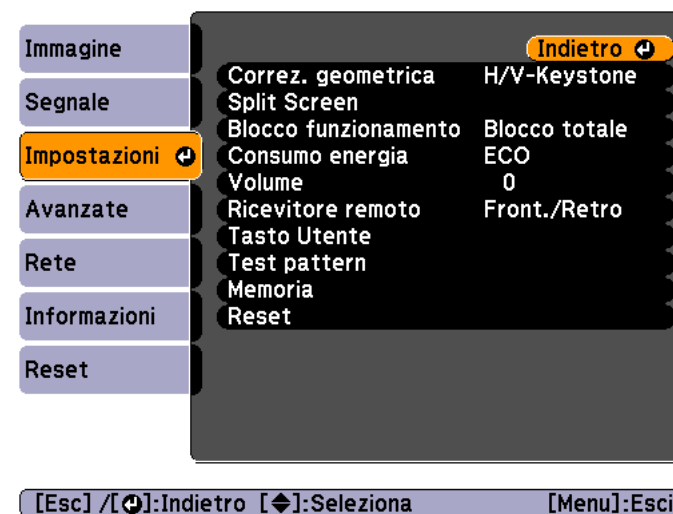 Immagine
Segnale
Impostazioni
Avanzate
Rete
Informazioni
Reset
Indietro
Correz. geometrica H/V-Keystone
Split Screen
Blocco funzionamento Blocco totale
Consumo energia ECO
Volume 0
Ricevitore remoto Front./Retro
Tasto Utente
Test pattern
Memoria
Reset
[Esc] /[⏎]:Indietro [◆]:Seleziona [Menu]:Esci